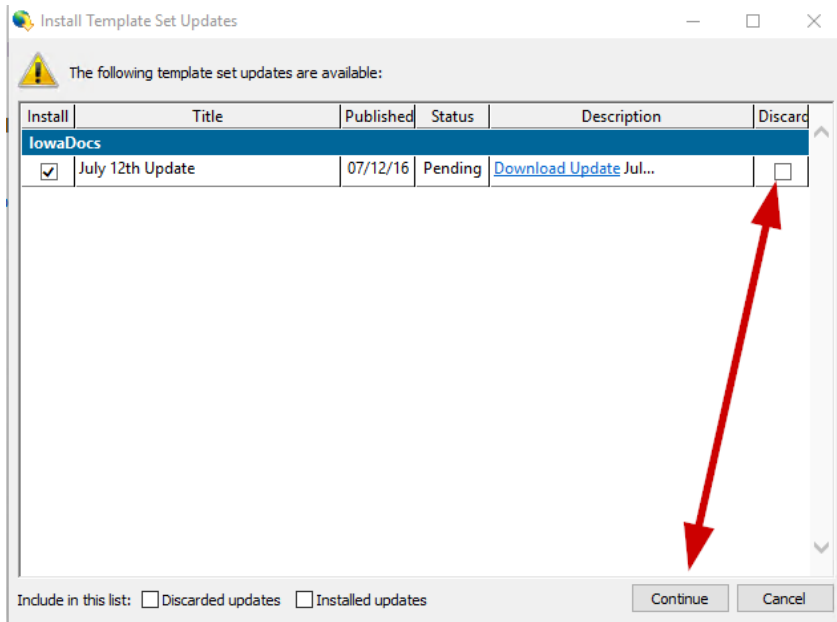 Install Template Set Updates
The following template set updates are available:
Install Title Published Status Description Discard
IowaDocs
July 12th Update 07/12/16 Pending Download Update Jul...
Include in this list: Discarded updates Installed updates Continue Cancel